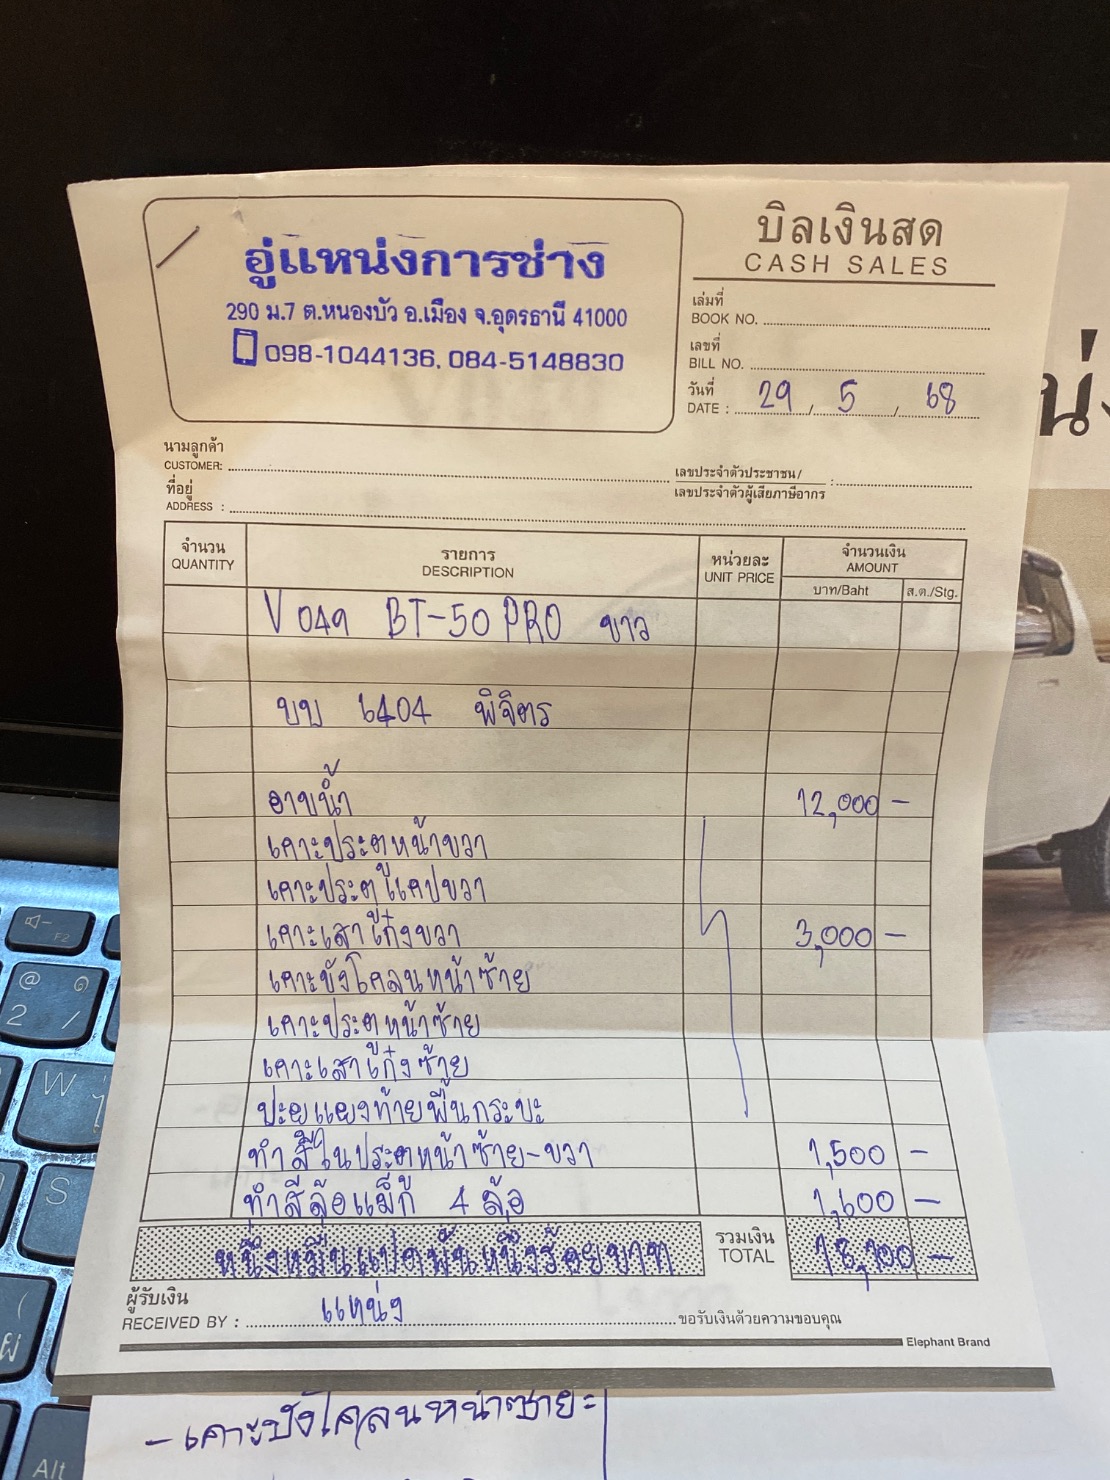 อู่แหน่งการช่าง
290 ม.7 ต.หนองบัว อ.เมือง จ.อุดรธานี 41000
098-1044136, 084-5148830
บิลเงินสด
CASH SALES
เล่มที่
BOOK NO.
เลขที่
BILL NO.
วันที่
DATE : 29 / 5 / 68
นามลูกค้า
CUSTOMER:
เลขประจำตัวประชาชน/
เลขประจำตัวผู้เสียภาษีอากร :
ที่อยู่
ADDRESS :
จำนวน รายการ หน่วยละ จำนวนเงิน
QUANTITY DESCRIPTION UNIT PRICE AMOUNT
บาท/Baht ส.ต./Stg.
V 049 BT-50 PRO ขาว
บบ 6404 พิจิตร
อาบน้ำ 12,000 -
เคาะประตูหน้าขวา
เคาะประตูแคปขวา
เคาะเสาเก๋งขวา 3,000 -
เคาะบังโคลนหน้าซ้าย
เคาะประตูหน้าซ้าย
เคาะเสาเก๋งซ้าย
ปะแผงท้ายพื้นกระบะ
ทำสีในประตูหน้าซ้าย-ขวา 1,500 -
ทำสีล้อแม็ก 4 ล้อ 1,600 -
หนึ่งหมื่นแปดพันหนึ่งร้อยบาท
รวมเงิน
TOTAL 18,100 -
ผู้รับเงิน
RECEIVED BY : แหน่ง ขอรับเงินด้วยความขอบคุณ
Elephant Brand
- เคาะบังโคลนหน้าซ้าย
น่
F2
@ ๑
2 /
W
S
(
ผ
Alt